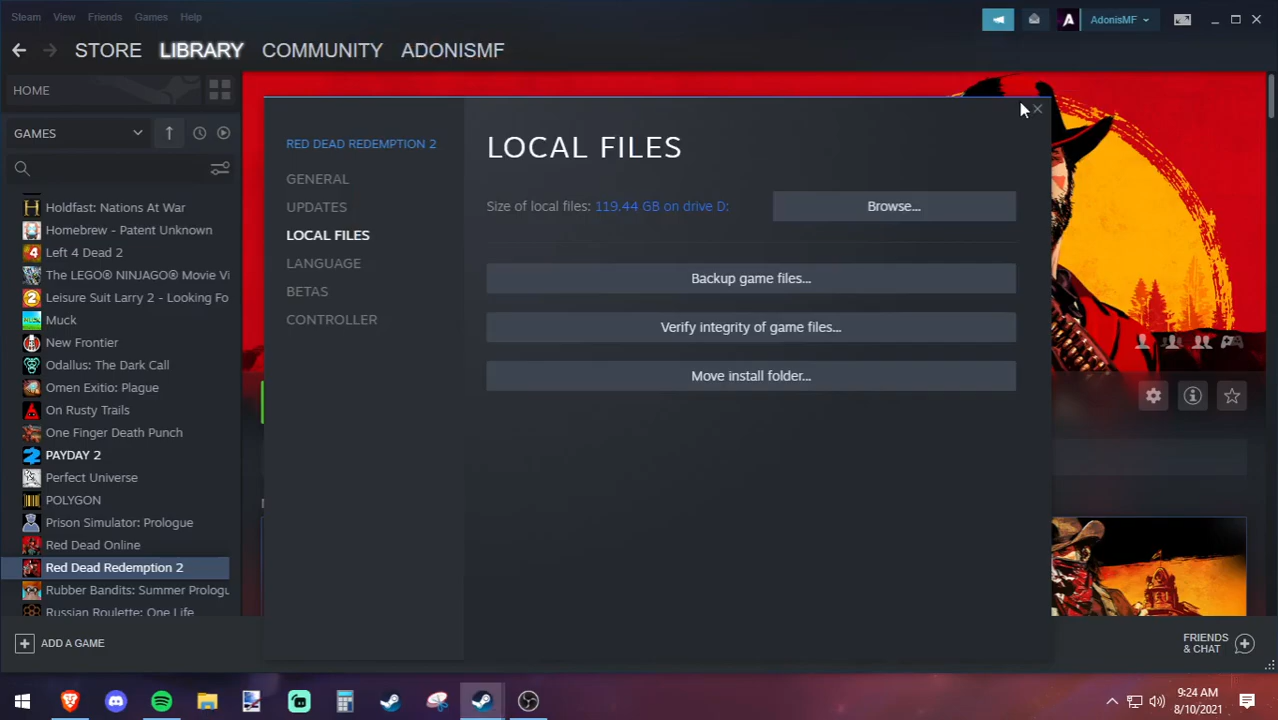 Steam View Friends Games Help
AdonisMF
STORE LIBRARY COMMUNITY ADONISMF
HOME
GAMES
Holdfast: Nations At War
Homebrew - Patent Unknown
Left 4 Dead 2
The LEGO® NINJAGO® Movie Vi
Leisure Suit Larry 2 - Looking Fo
Muck
New Frontier
Odallus: The Dark Call
Omen Exitio: Plague
On Rusty Trails
One Finger Death Punch
PAYDAY 2
Perfect Universe
POLYGON
Prison Simulator: Prologue
Red Dead Online
Red Dead Redemption 2
Rubber Bandits: Summer Prologu
Russian Roulette: One Life
ADD A GAME
RED DEAD REDEMPTION 2
GENERAL
UPDATES
LOCAL FILES
LANGUAGE
BETAS
CONTROLLER
LOCAL FILES
Size of local files: 119.44 GB on drive D:
Browse...
Backup game files...
Verify integrity of game files...
Move install folder...
FRIENDS
& CHAT
9:24 AM
8/10/2021